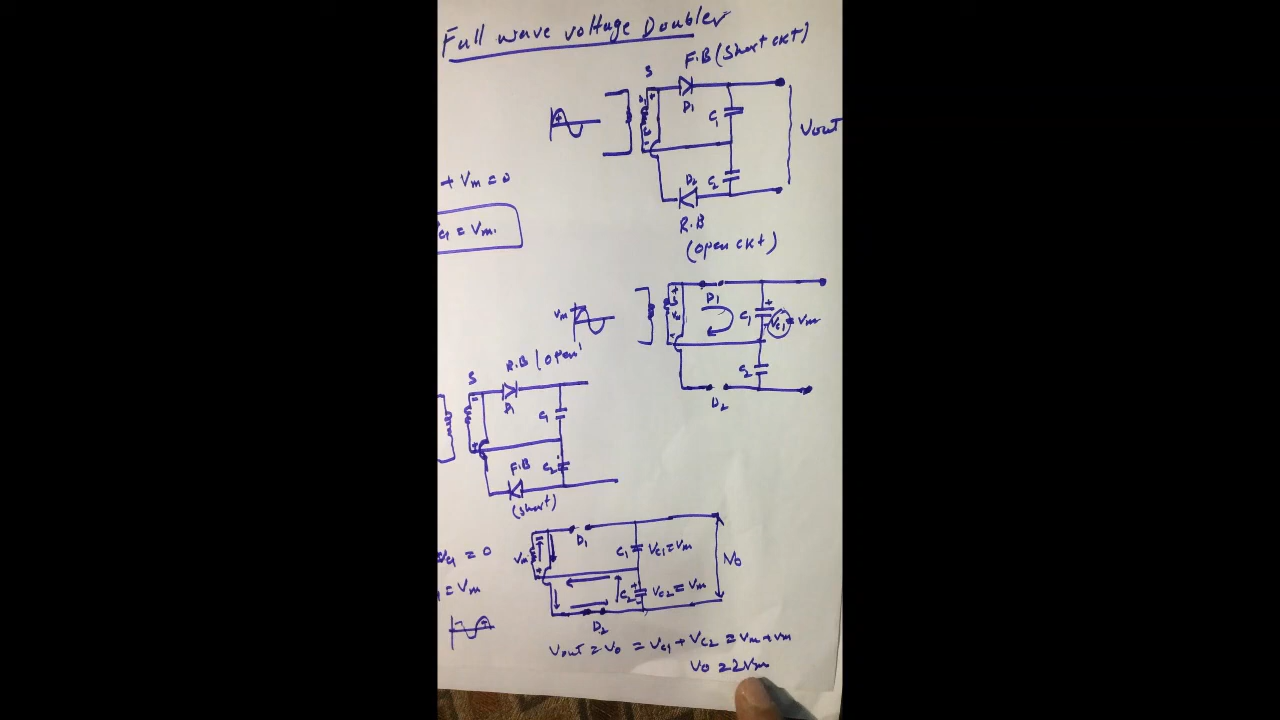 Full wave voltage Doubler
F.B (Short ckt)
S
D1
C1
Vout
+ Vm = 0
C2
D2
R.B
(open ckt)
C1 = Vm.
Vm
D1
C1
VC1 = Vm
C2
D2
R.B (open)
S
D1
C1
F.B
C2
(short)
D1
Vm
C1
VC1 = Vm
Vo
C2
VC2 = Vm
D2
VC1 = 0
= Vm
Vout = Vo = VC1 + VC2 = Vm + Vm
Vo = 2Vm